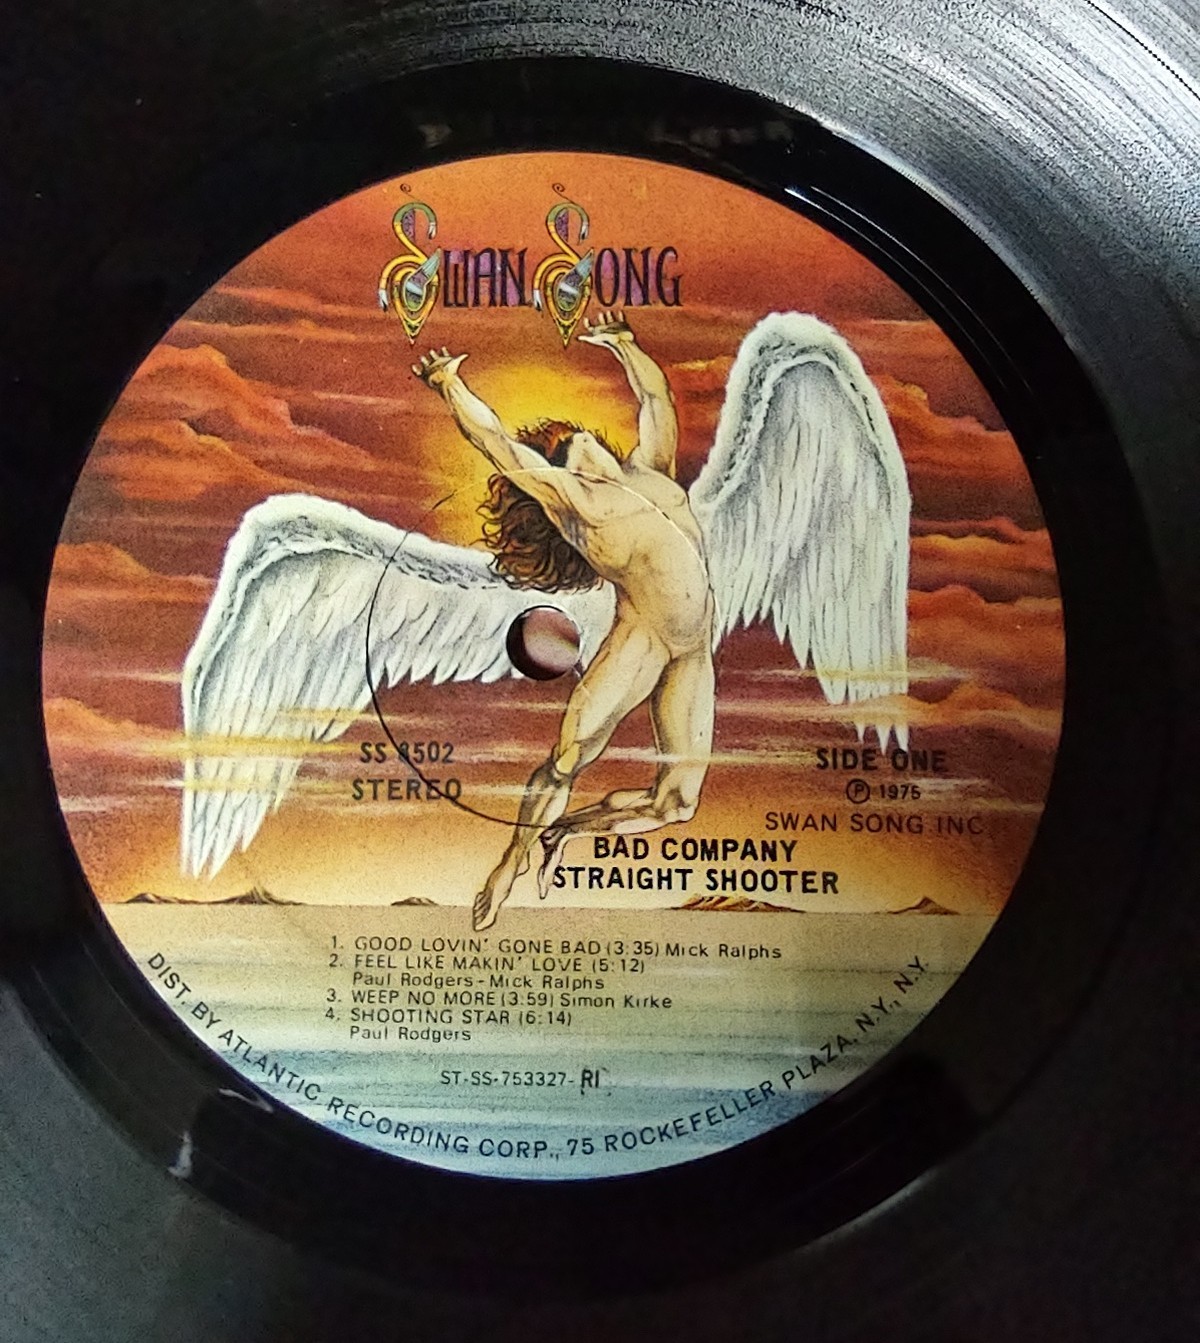 SWAN SONG
SS 8502
STEREO
SIDE ONE
Ⓟ 1975
SWAN SONG INC
BAD COMPANY
STRAIGHT SHOOTER
1. GOOD LOVIN' GONE BAD (3:35) Mick Ralphs
2. FEEL LIKE MAKIN' LOVE (5:12)
Paul Rodgers-Mick Ralphs
3. WEEP NO MORE (3:59) Simon Kirke
4. SHOOTING STAR (6:14)
Paul Rodgers
ST-SS-753327-RI
DIST. BY ATLANTIC RECORDING CORP., 75 ROCKEFELLER PLAZA, N.Y., N.Y.